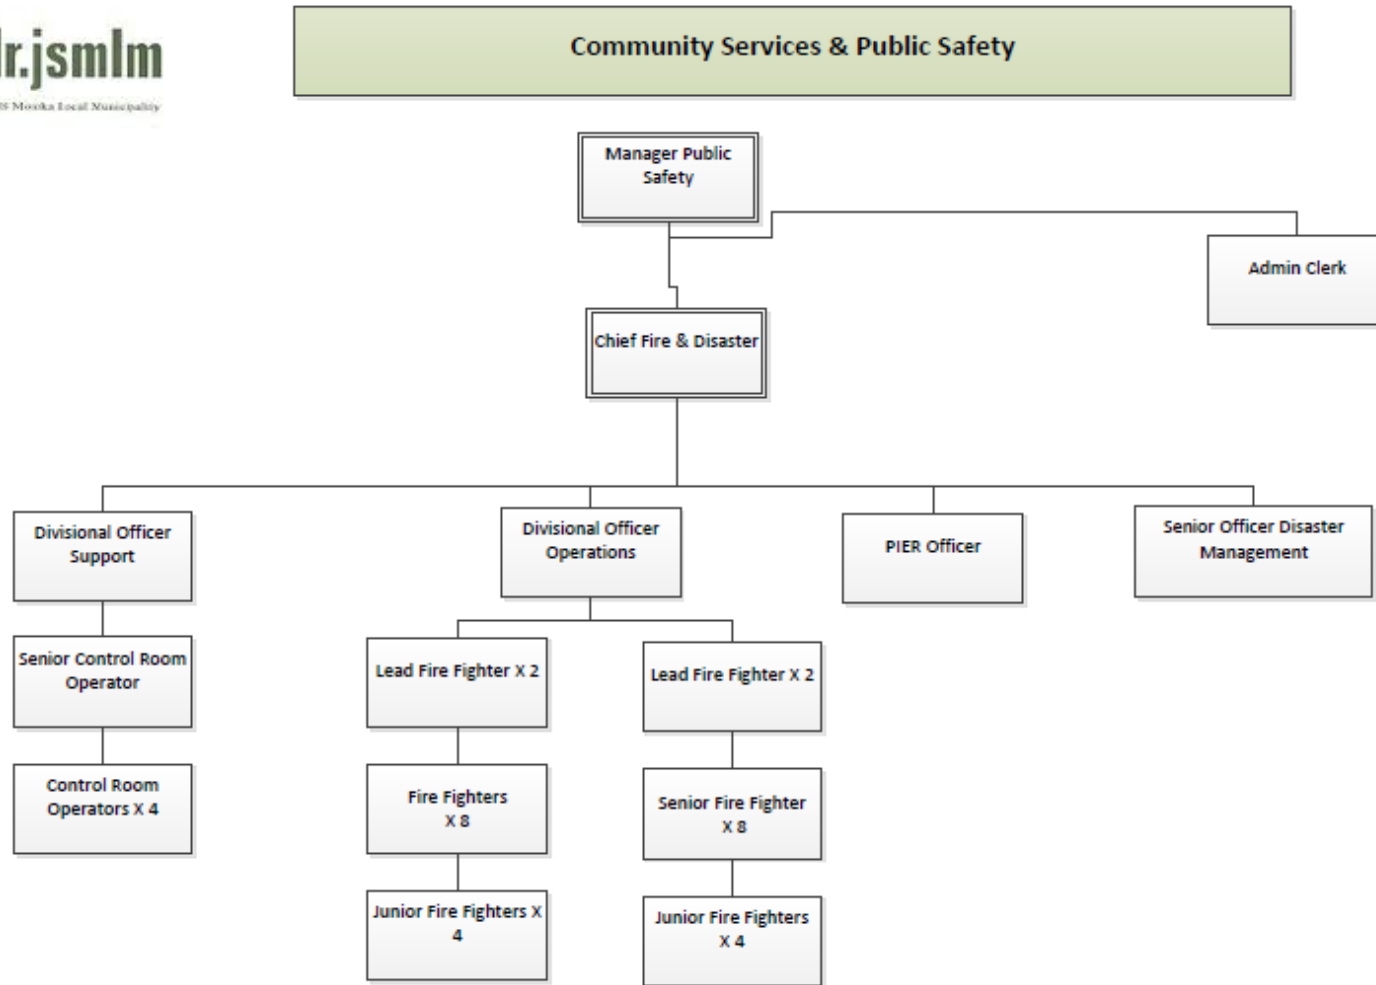 lr.jsmlm
Local Municipality
Community Services & Public Safety
Manager Public
Safety
Admin Clerk
Chief Fire & Disaster
Divisional Officer
Support
Divisional Officer
Operations
PIER Officer
Senior Officer Disaster
Management
Senior Control Room
Operator
Lead Fire Fighter X 2
Lead Fire Fighter X 2
Control Room
Operators X 4
Fire Fighters
X 8
Senior Fire Fighter
X 8
Junior Fire Fighters X
4
Junior Fire Fighters
X 4